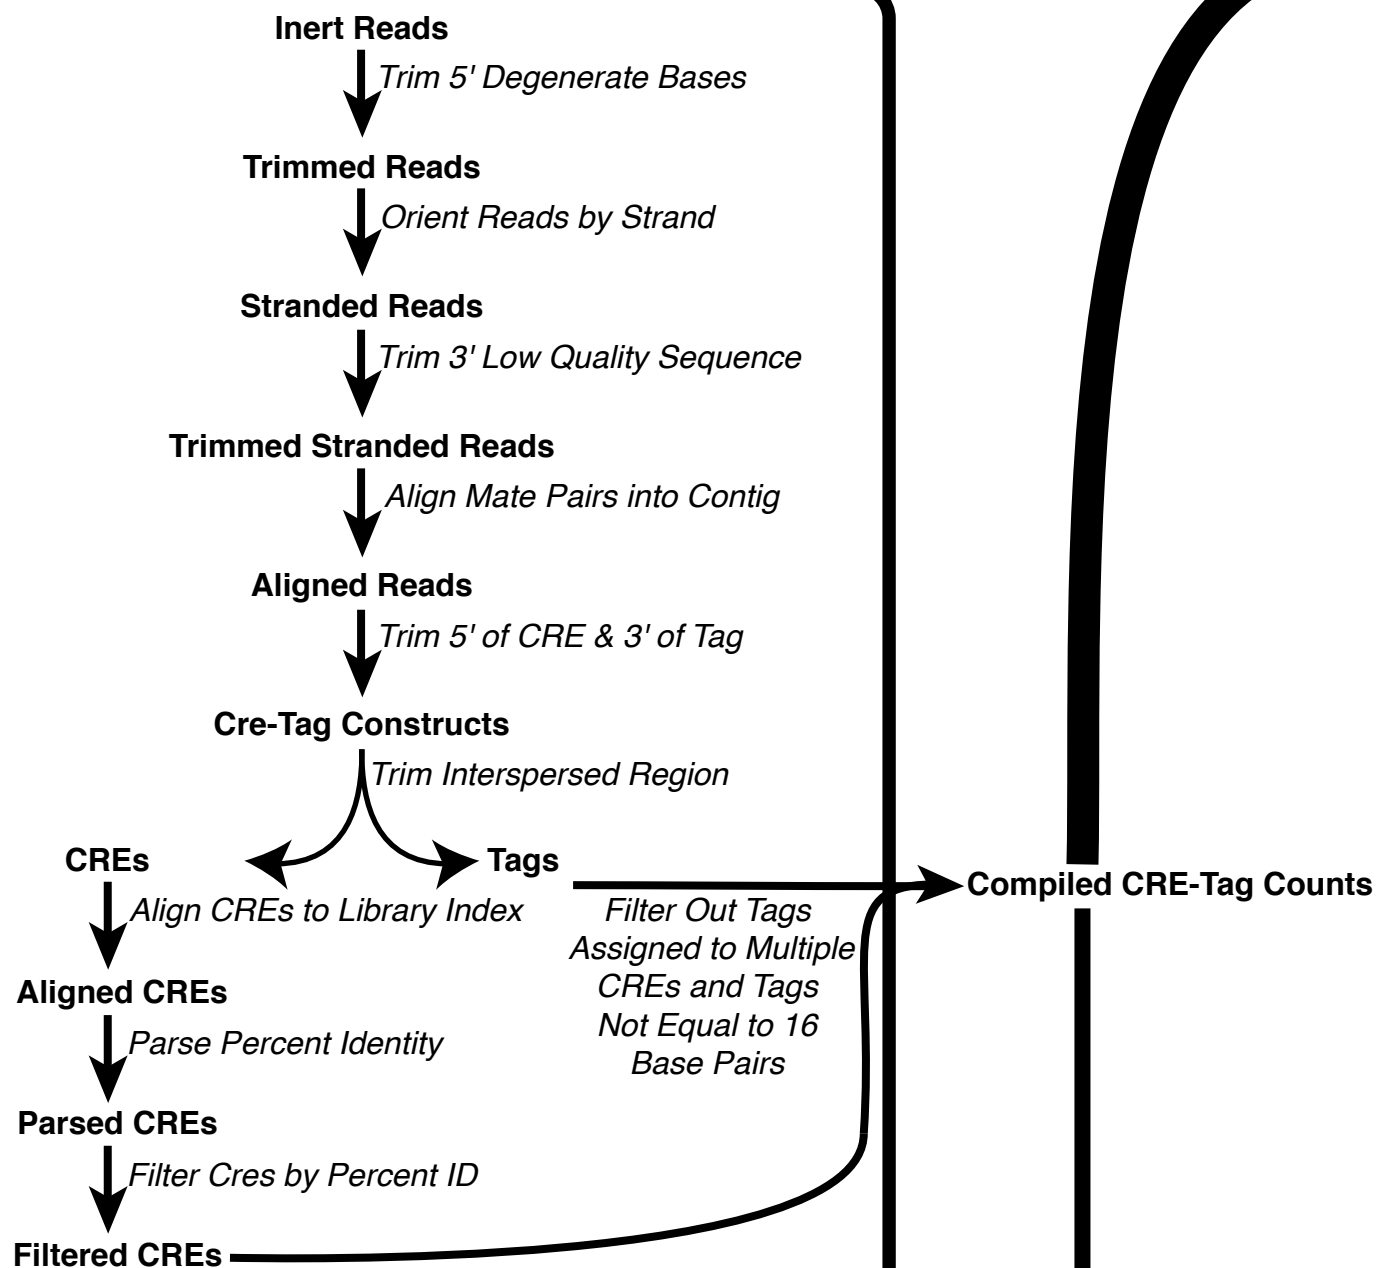 Inert Reads
Trim 5' Degenerate Bases
Trimmed Reads
Orient Reads by Strand
Stranded Reads
Trim 3' Low Quality Sequence
Trimmed Stranded Reads
Align Mate Pairs into Contig
Aligned Reads
Trim 5' of CRE & 3' of Tag
Cre-Tag Constructs
Trim Interspersed Region
CREs
Tags
Compiled CRE-Tag Counts
Align CREs to Library Index
Filter Out Tags
Assigned to Multiple
CREs and Tags
Not Equal to 16
Base Pairs
Aligned CREs
Parse Percent Identity
Parsed CREs
Filter Cres by Percent ID
Filtered CREs